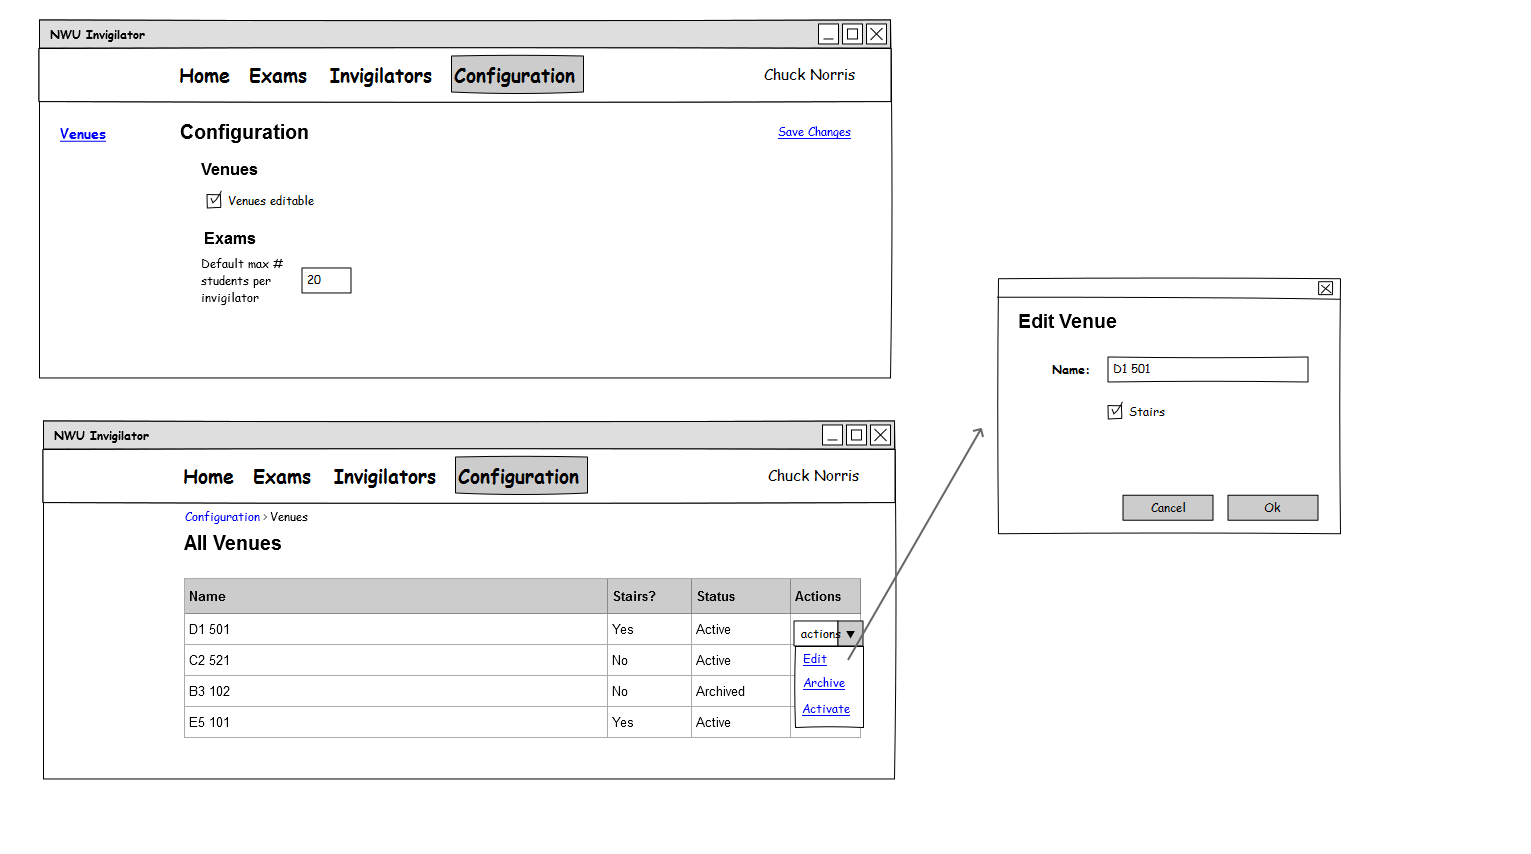 NWU Invigilator
Home Exams Invigilators Configuration Chuck Norris
Venues
Configuration
Save Changes
Venues
Venues editable
Exams
Default max #
students per
invigilator
20
Edit Venue
Name: D1 501
Stairs
Cancel Ok
NWU Invigilator
Home Exams Invigilators Configuration Chuck Norris
Configuration > Venues
All Venues
Name Stairs? Status Actions
D1 501 Yes Active actions
C2 521 No Active
B3 102 No Archived
E5 101 Yes Active
Edit
Archive
Activate